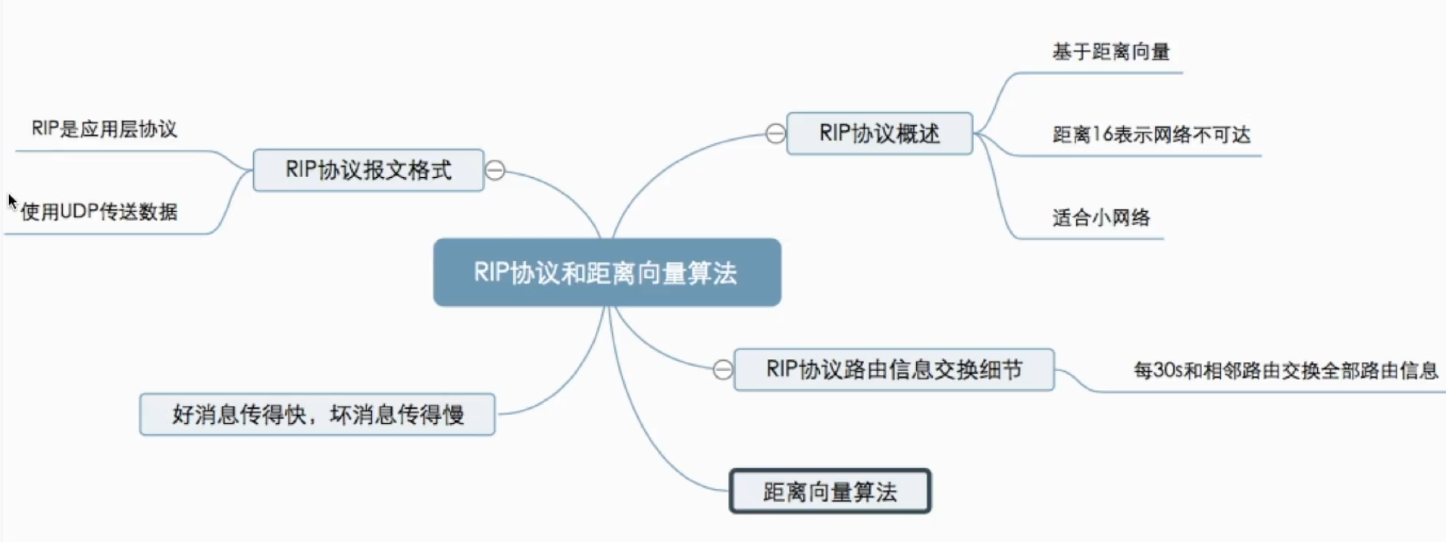 RIP协议和距离向量算法
RIP协议概述
基于距离向量
距离16表示网络不可达
适合小网络
RIP协议路由信息交换细节
每30s和相邻路由交换全部路由信息
距离向量算法
好消息传得快，坏消息传得慢
RIP协议报文格式
RIP是应用层协议
使用UDP传送数据